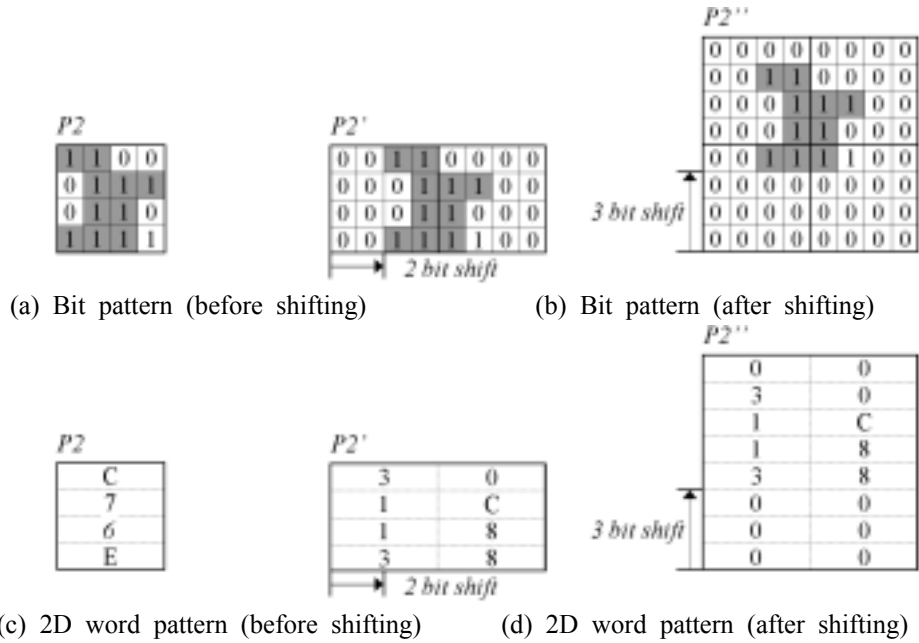 P2
1 1 0 0
0 1 1 1
0 1 1 0
1 1 1 1
P2'
0 0 1 1 0 0 0 0
0 0 0 1 1 1 0 0
0 0 0 1 1 0 0 0
0 0 1 1 1 1 0 0
2 bit shift
P2''
0 0 0 0 0 0 0 0
0 0 1 1 0 0 0 0
0 0 0 1 1 1 0 0
0 0 0 1 1 0 0 0
0 0 1 1 1 1 0 0
0 0 0 0 0 0 0 0
0 0 0 0 0 0 0 0
0 0 0 0 0 0 0 0
3 bit shift
(a) Bit pattern (before shifting)
(b) Bit pattern (after shifting)
P2
C
7
6
E
P2'
3 0
1 C
1 8
3 8
2 bit shift
P2''
0 0
3 0
1 C
1 8
3 8
0 0
0 0
0 0
3 bit shift
(c) 2D word pattern (before shifting)
(d) 2D word pattern (after shifting)